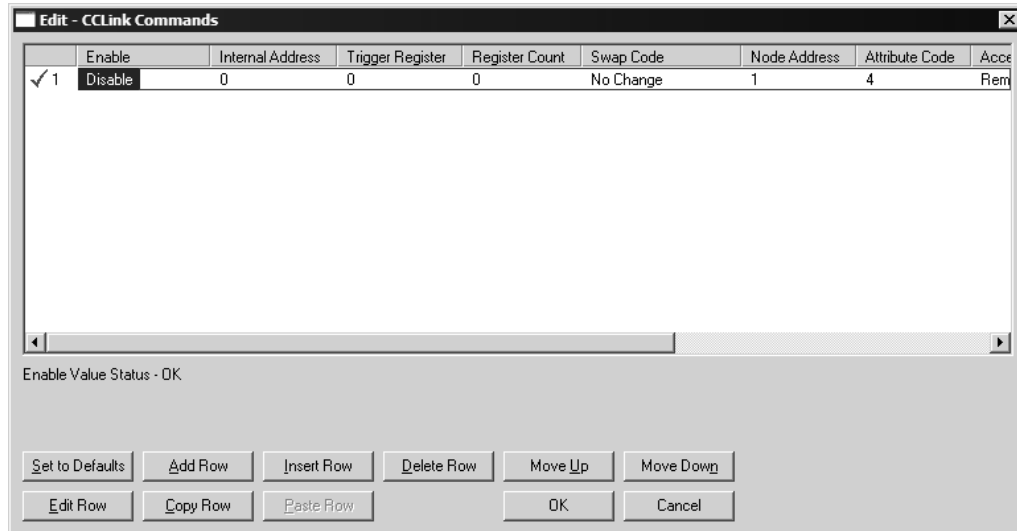 Edit - CCLink Commands
Enable Internal Address Trigger Register Register Count Swap Code Node Address Attribute Code Acce
1 Disable 0 0 0 No Change 1 4 Rem
Enable Value Status - OK
Set to Defaults Add Row Insert Row Delete Row Move Up Move Down
Edit Row Copy Row Paste Row OK Cancel